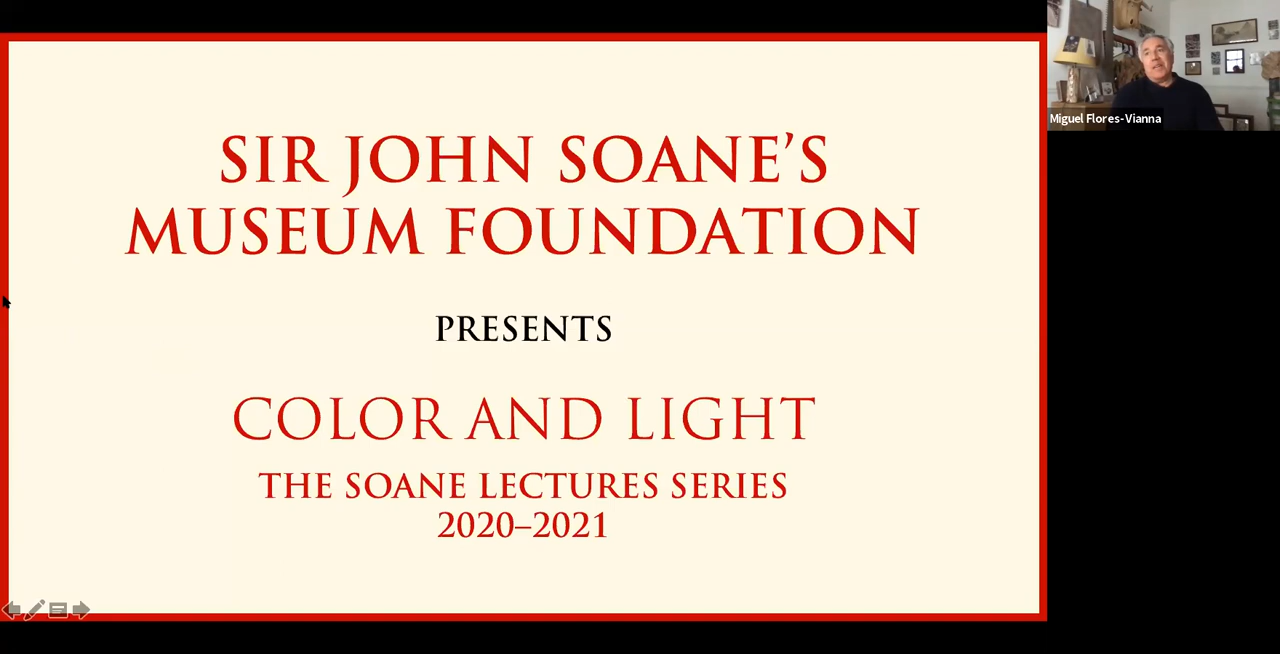 SIR JOHN SOANE’S
MUSEUM FOUNDATION
PRESENTS
COLOR AND LIGHT
THE SOANE LECTURES SERIES
2020–2021
Miguel Flores-Vianna